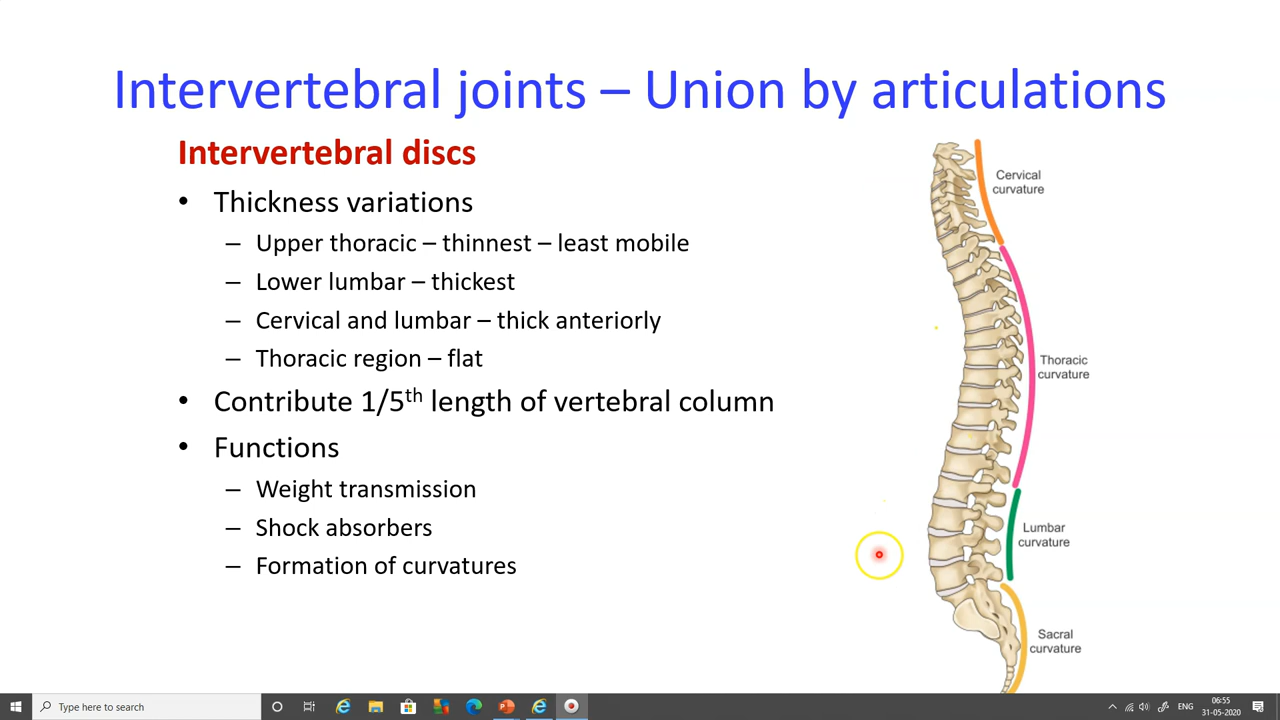 Intervertebral joints – Union by articulations
Intervertebral discs
• Thickness variations
– Upper thoracic – thinnest – least mobile
– Lower lumbar – thickest
– Cervical and lumbar – thick anteriorly
– Thoracic region – flat
• Contribute 1/5th length of vertebral column
• Functions
– Weight transmission
– Shock absorbers
– Formation of curvatures
Cervical
curvature
Thoracic
curvature
Lumbar
curvature
Sacral
curvature
Type here to search
ENG
06:55
31-05-2020